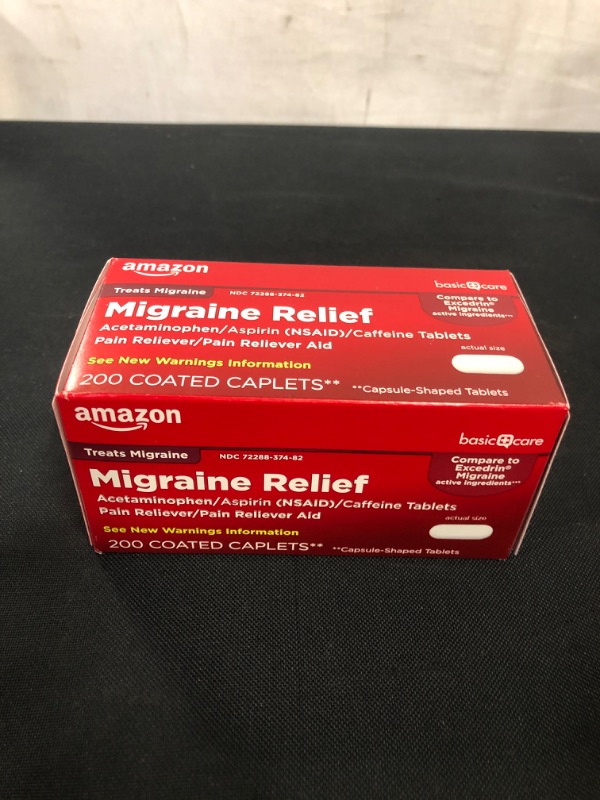 amazon
basic care
Treats Migraine NDC 72288-374-82
Compare to
Excedrin®
Migraine
active ingredients***
Migraine Relief
Acetaminophen/Aspirin (NSAID)/Caffeine Tablets
Pain Reliever/Pain Reliever Aid
actual size
See New Warnings Information
200 COATED CAPLETS** **Capsule-Shaped Tablets
amazon
basic care
Treats Migraine NDC 72288-374-82
Compare to
Excedrin®
Migraine
active ingredients***
Migraine Relief
Acetaminophen/Aspirin (NSAID)/Caffeine Tablets
Pain Reliever/Pain Reliever Aid
actual size
See New Warnings Information
200 COATED CAPLETS** **Capsule-Shaped Tablets